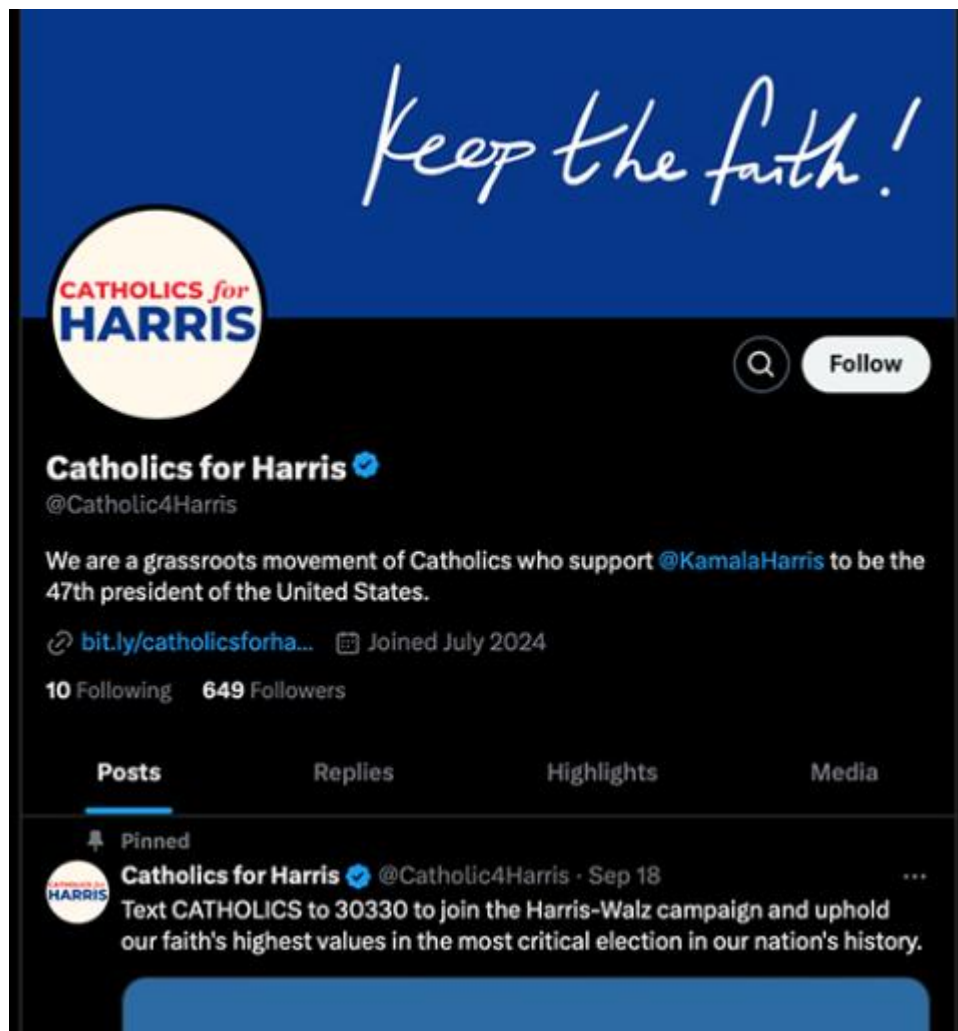 Keep the faith!
CATHOLICS for
HARRIS
Follow
Catholics for Harris
@Catholic4Harris
We are a grassroots movement of Catholics who support @KamalaHarris to be the
47th president of the United States.
bit.ly/catholicsforha... Joined July 2024
10 Following 649 Followers
Posts Replies Highlights Media
Pinned
Catholics for Harris @Catholic4Harris · Sep 18 ...
CATHOLICS for
HARRIS
Text CATHOLICS to 30330 to join the Harris-Walz campaign and uphold
our faith's highest values in the most critical election in our nation's history.